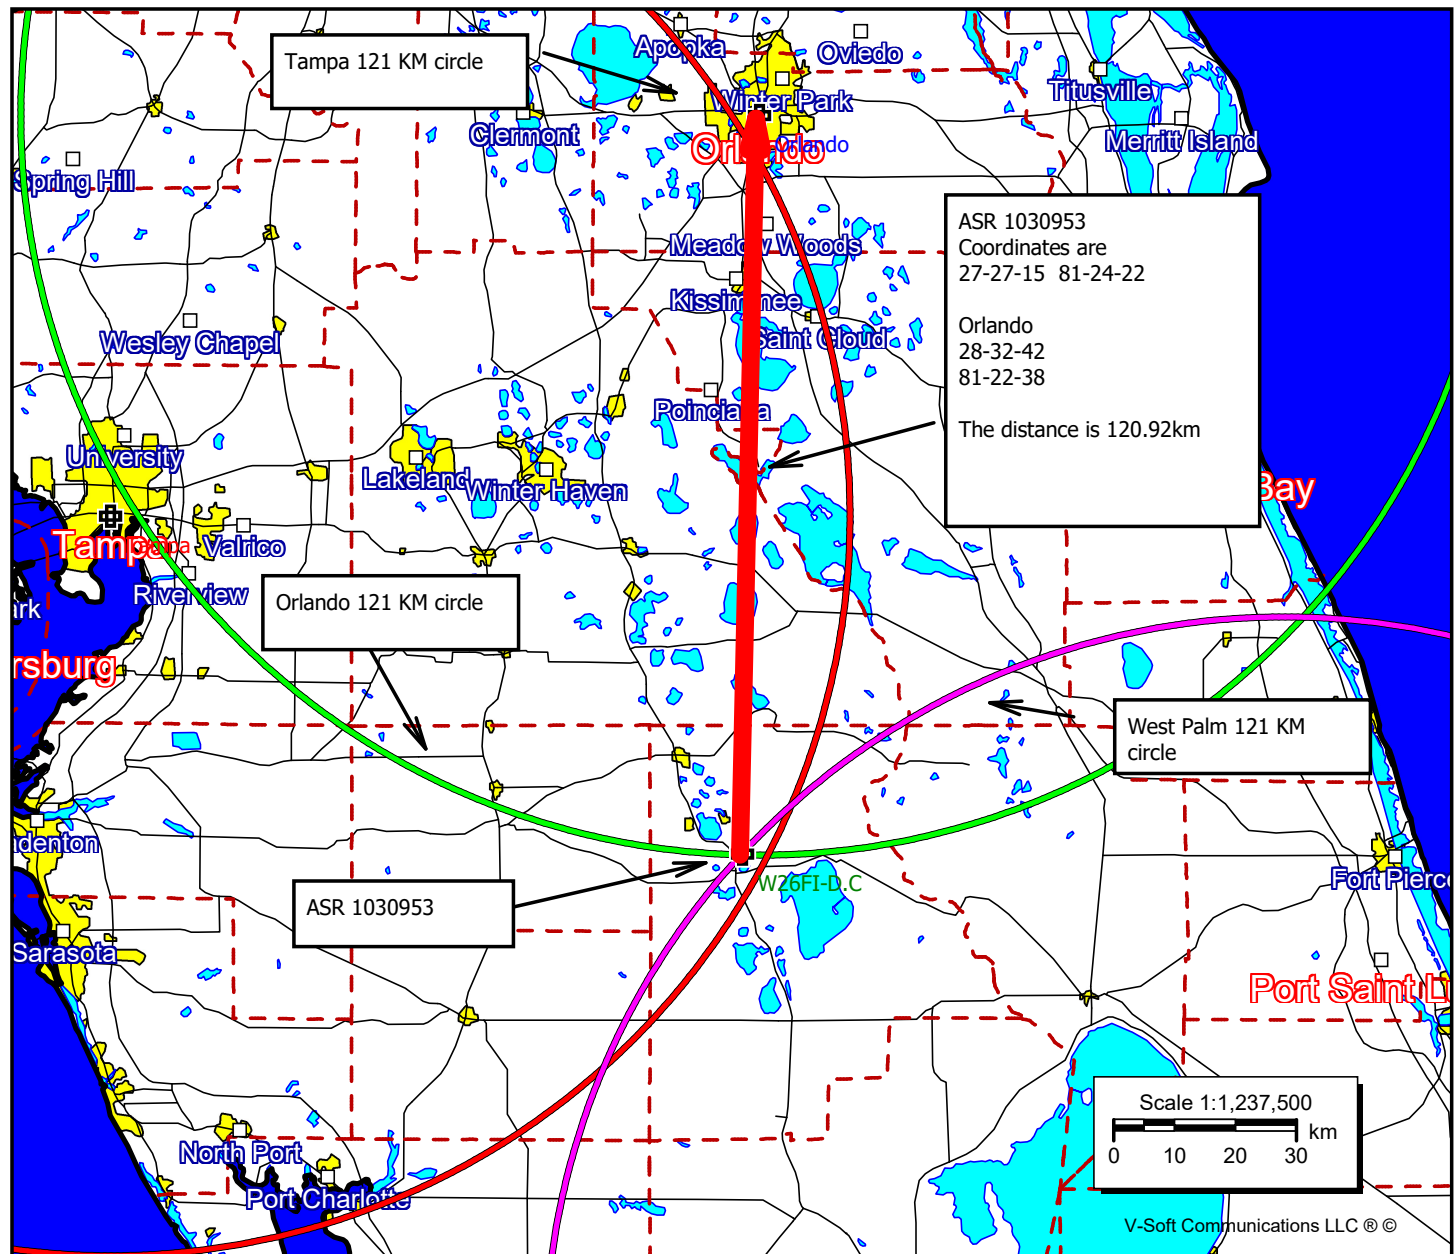 Tampa 121 KM circle
Apopka
Oviedo
Winter Park
Titusville
Clermont
Merritt Island
Orlando
Orlando
Spring Hill
ASR 1030953
Coordinates are
27-27-15 81-24-22
Orlando
28-32-42
81-22-38
The distance is 120.92km
Meadow Woods
Kissimmee
Saint Cloud
Wesley Chapel
Poinciana
University
Lakeland
Winter Haven
Bay
Tampa
Valrico
Riverview
ark
Orlando 121 KM circle
rsburg
West Palm 121 KM
circle
denton
W26FI-D.C
Fort Pierc
ASR 1030953
Sarasota
Port Saint L
Scale 1:1,237,500
km
0 10 20 30
North Port
Port Charlotte
V-Soft Communications LLC ® ©